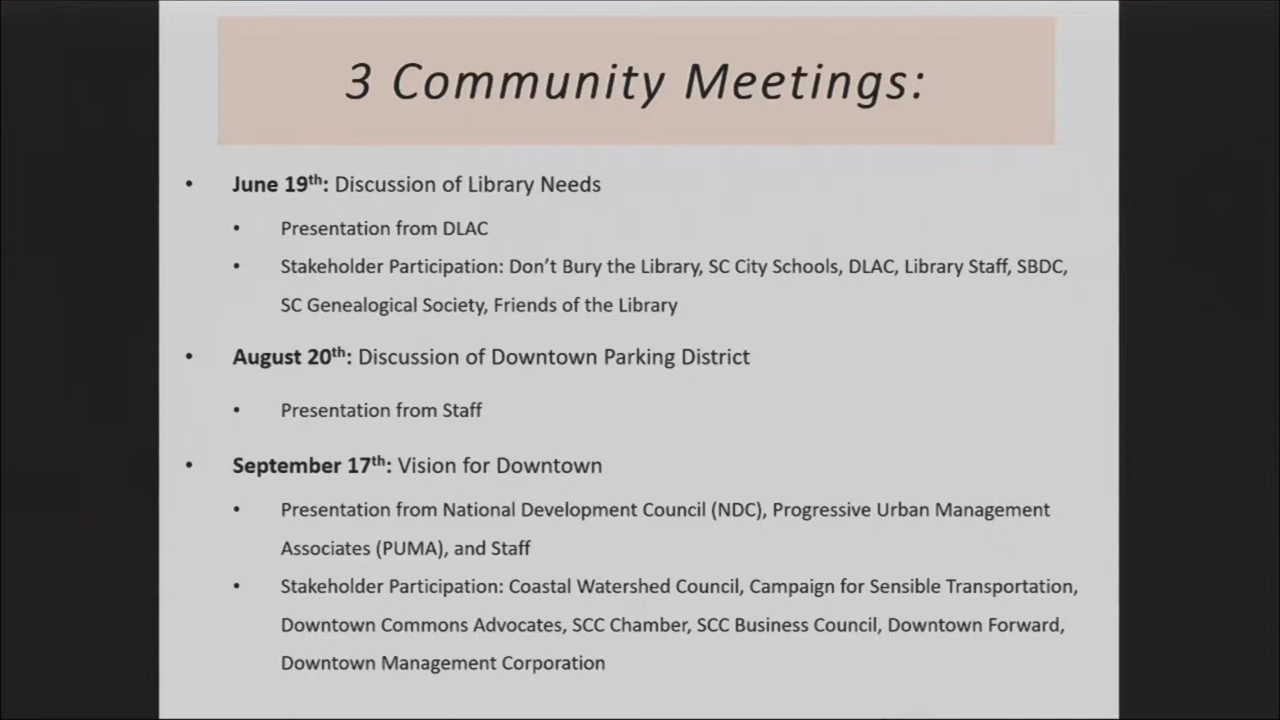 3 Community Meetings:
• June 19th: Discussion of Library Needs
• Presentation from DLAC
• Stakeholder Participation: Don’t Bury the Library, SC City Schools, DLAC, Library Staff, SBDC,
SC Genealogical Society, Friends of the Library
• August 20th: Discussion of Downtown Parking District
• Presentation from Staff
• September 17th: Vision for Downtown
• Presentation from National Development Council (NDC), Progressive Urban Management
Associates (PUMA), and Staff
• Stakeholder Participation: Coastal Watershed Council, Campaign for Sensible Transportation,
Downtown Commons Advocates, SCC Chamber, SCC Business Council, Downtown Forward,
Downtown Management Corporation